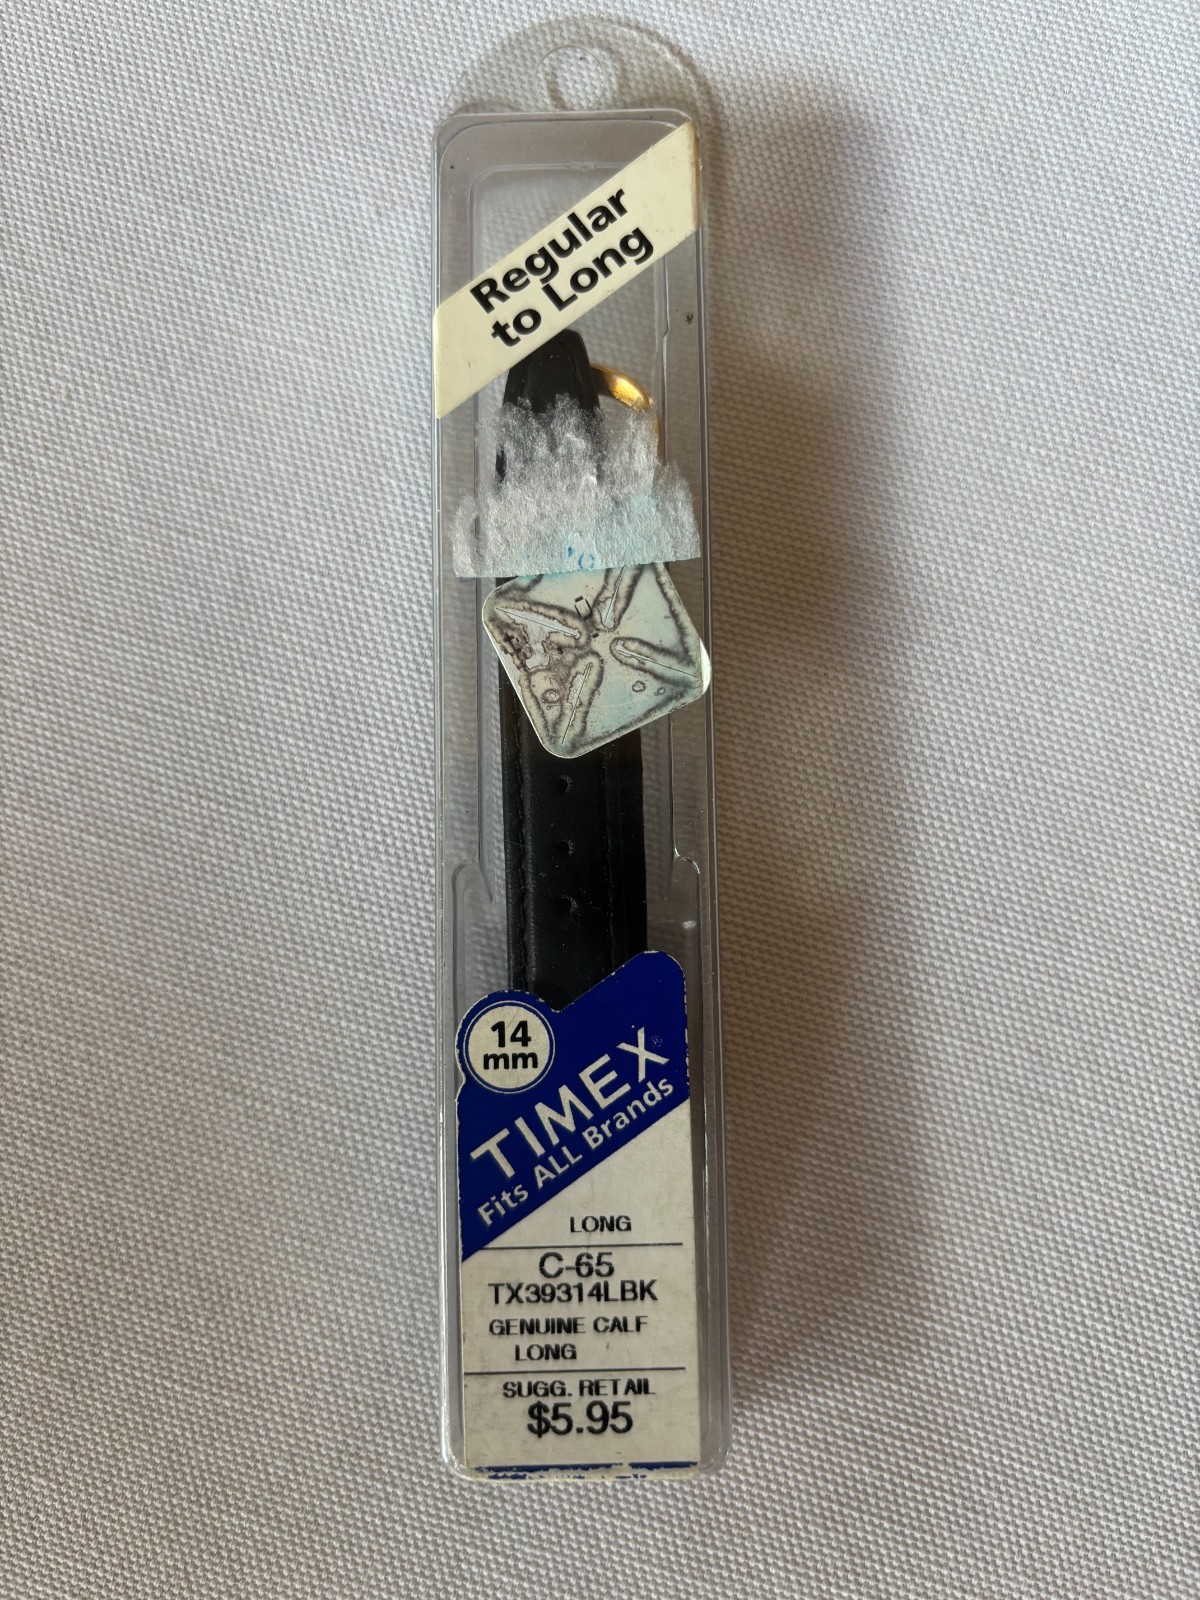 Regular
to Long
14
mm
TIMEX®
Fits ALL Brands
LONG
C-65
TX39314LBK
GENUINE CALF
LONG
SUGG. RETAIL
$5.95